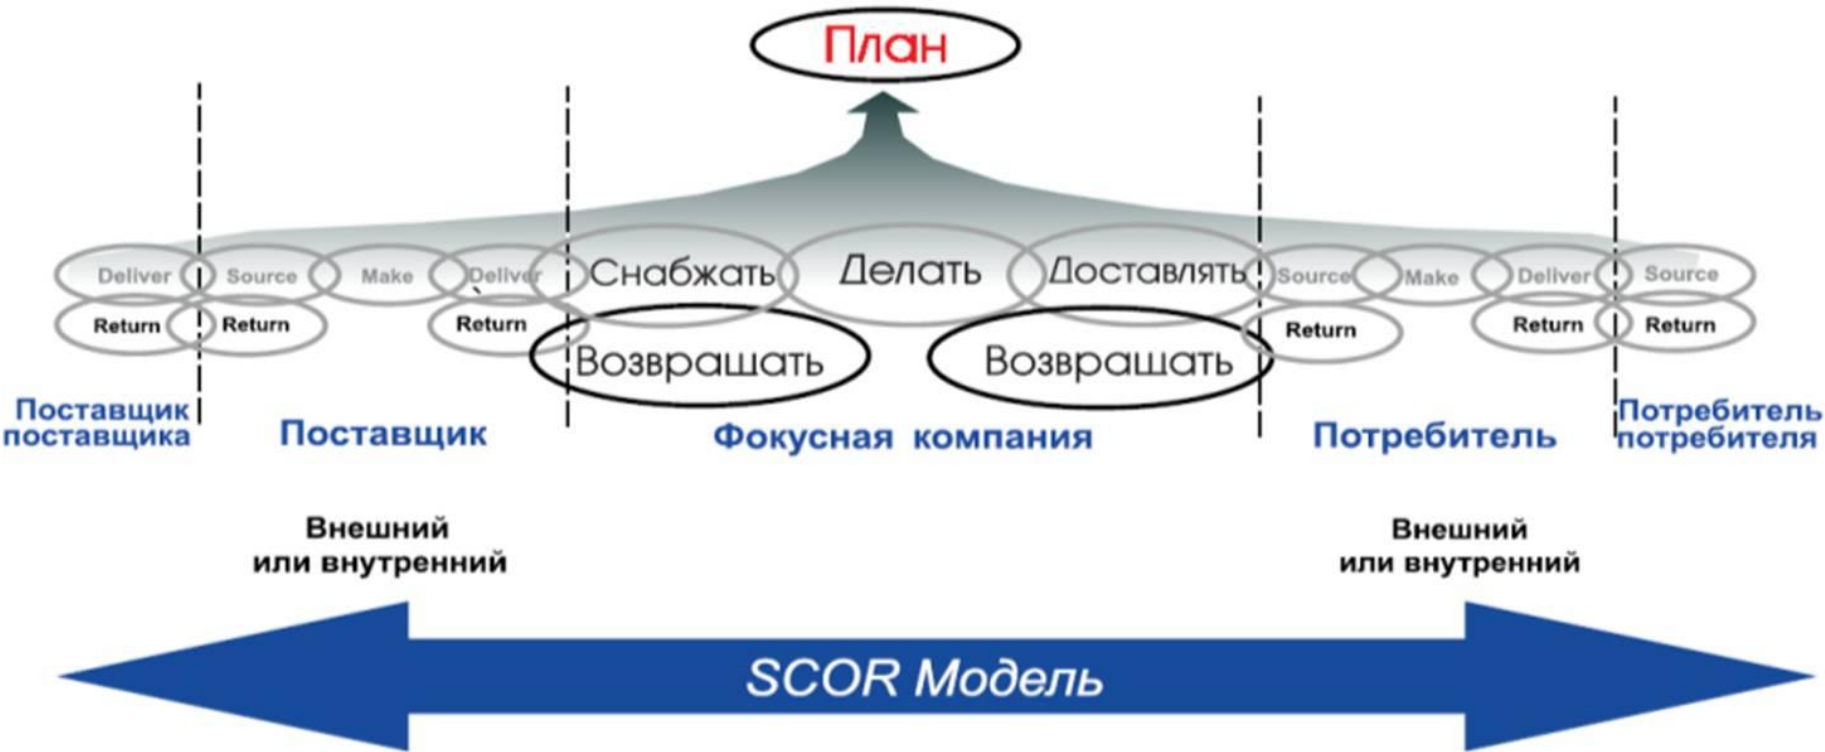 План
Deliver Source Make Deliver Снабжать Делать Доставлять Source Make Deliver Source
Return Return Return Возвращать Возвращать Return Return Return
Поставщик поставщика
Поставщик
Фокусная компания
Потребитель
Потребитель потребителя
Внешний
или внутренний
Внешний
или внутренний
SCOR Модель